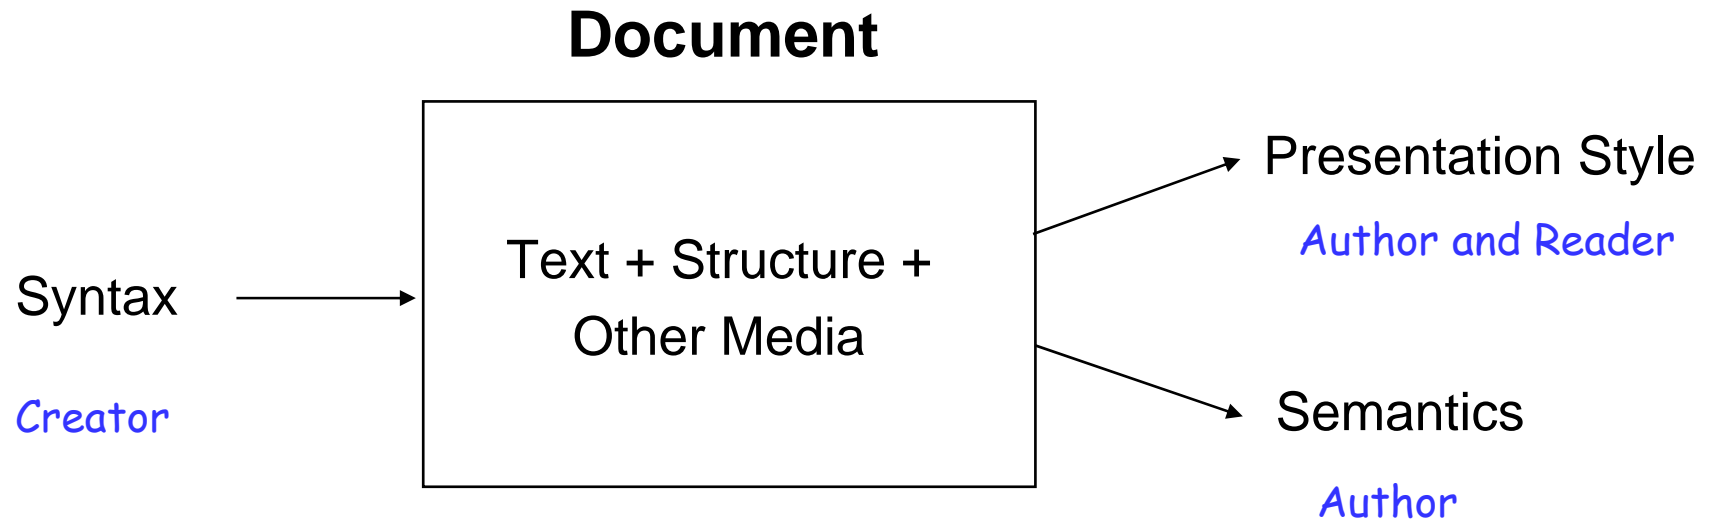 Document
Syntax
Creator
Text + Structure +
Other Media
Presentation Style
Author and Reader
Semantics
Author